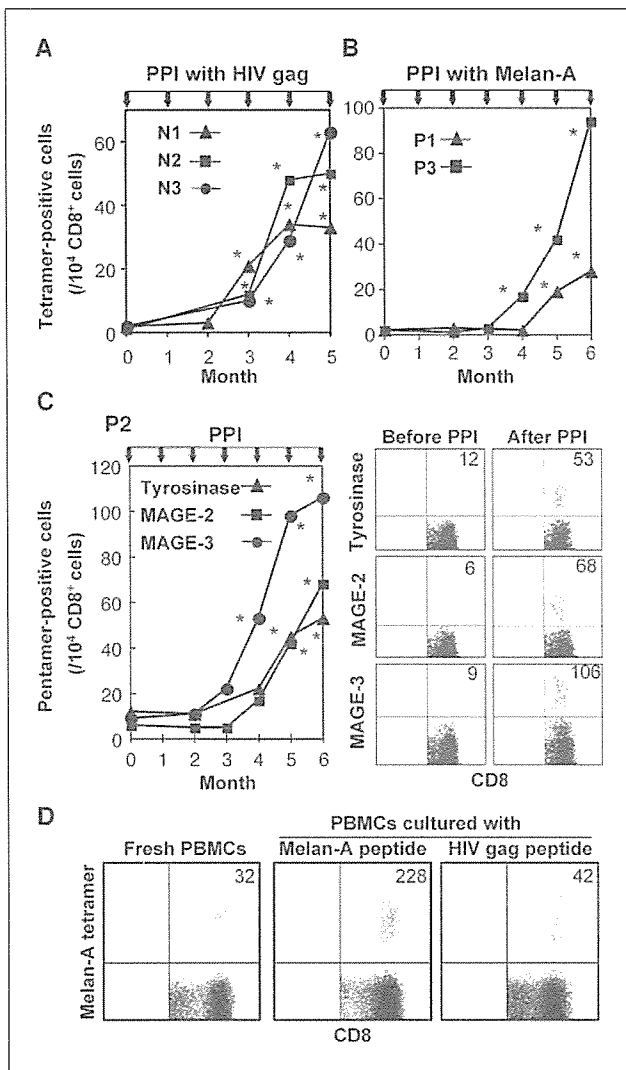 A
PPI with HIV gag
N1
N2
N3
Tetramer-positive cells
(/10⁴ CD8⁺ cells)
60
40
20
0
0 1 2 3 4 5
Month
* * * * * * * * *
B
PPI with Melan-A
P1
P3
100
80
60
40
20
0
0 1 2 3 4 5 6
Month
* * * * *
C
P2
PPI
Tyrosinase
MAGE-2
MAGE-3
Pentamer-positive cells
(/10⁴ CD8⁺ cells)
120
100
80
60
40
20
0
0 1 2 3 4 5 6
Month
* * * * * * *
Before PPI After PPI
Tyrosinase
12 53
MAGE-2
6 68
MAGE-3
9 106
CD8
D
PBMCs cultured with
Fresh PBMCs Melan-A peptide HIV gag peptide
32 228 42
Melan-A tetramer
CD8